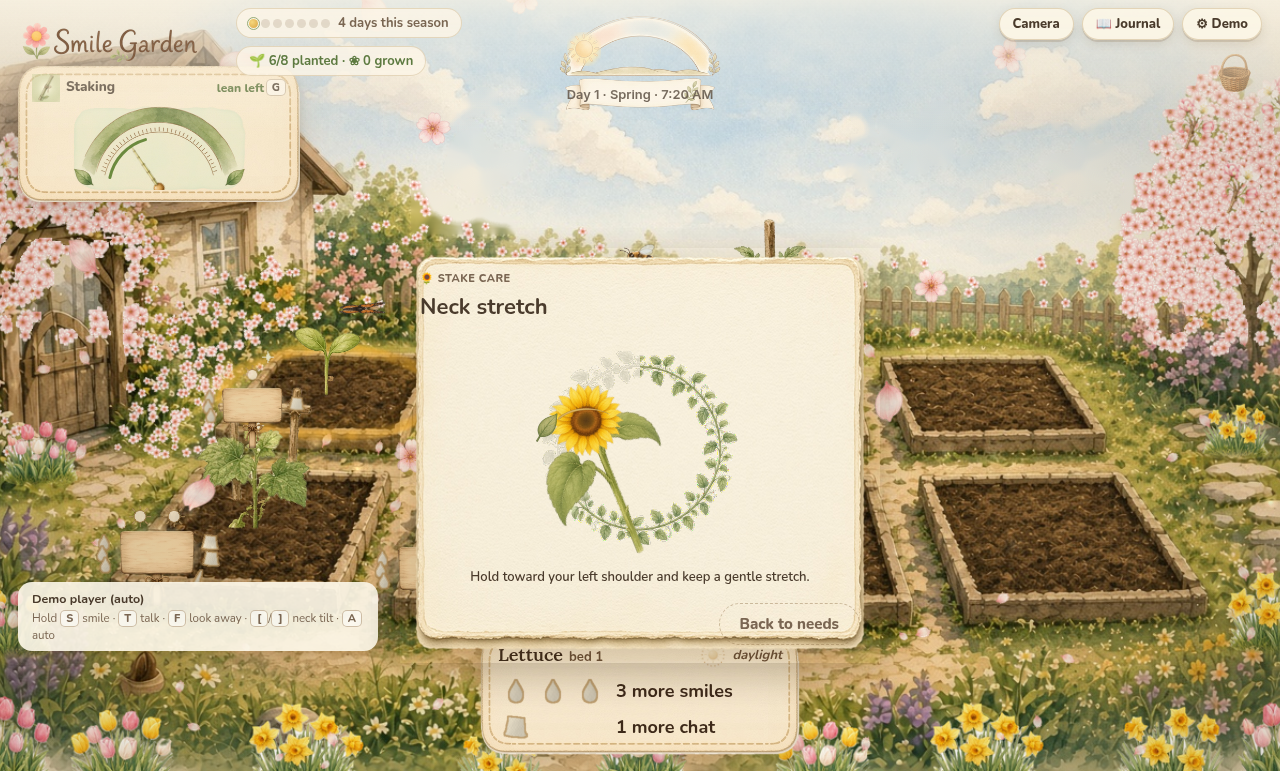 Smile Garden
4 days this season
🌱 6/8 planted · ❀ 0 grown
Day 1 · Spring · 7:20 AM
Camera
📖 Journal
⚙ Demo
Staking
lean left G
STAKE CARE
Neck stretch
Hold toward your left shoulder and keep a gentle stretch.
Back to needs
Demo player (auto)
Hold S smile · T talk · F look away · [ / ] neck tilt · A
auto
Lettuce bed 1
daylight
3 more smiles
1 more chat